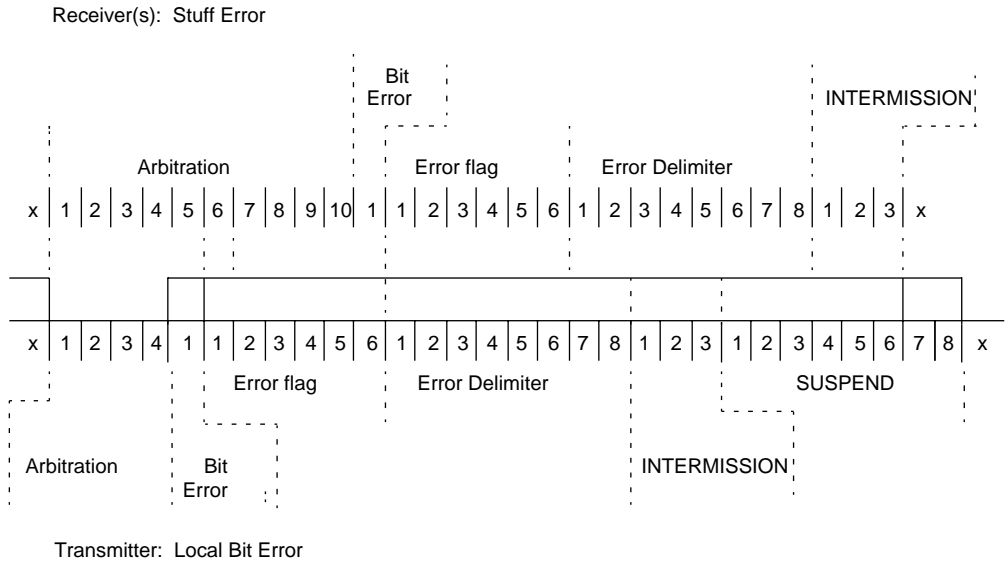 Receiver(s): Stuff Error
Bit
Error
INTERMISSION
Arbitration
Error flag
Error Delimiter
x 1 2 3 4 5 6 7 8 9 10 1 1 2 3 4 5 6 1 2 3 4 5 6 7 8 1 2 3 x
x 1 2 3 4 1 1 2 3 4 5 6 1 2 3 4 5 6 7 8 1 2 3 1 2 3 4 5 6 7 8 x
Error flag
Error Delimiter
SUSPEND
Arbitration
Bit
Error
INTERMISSION
Transmitter: Local Bit Error